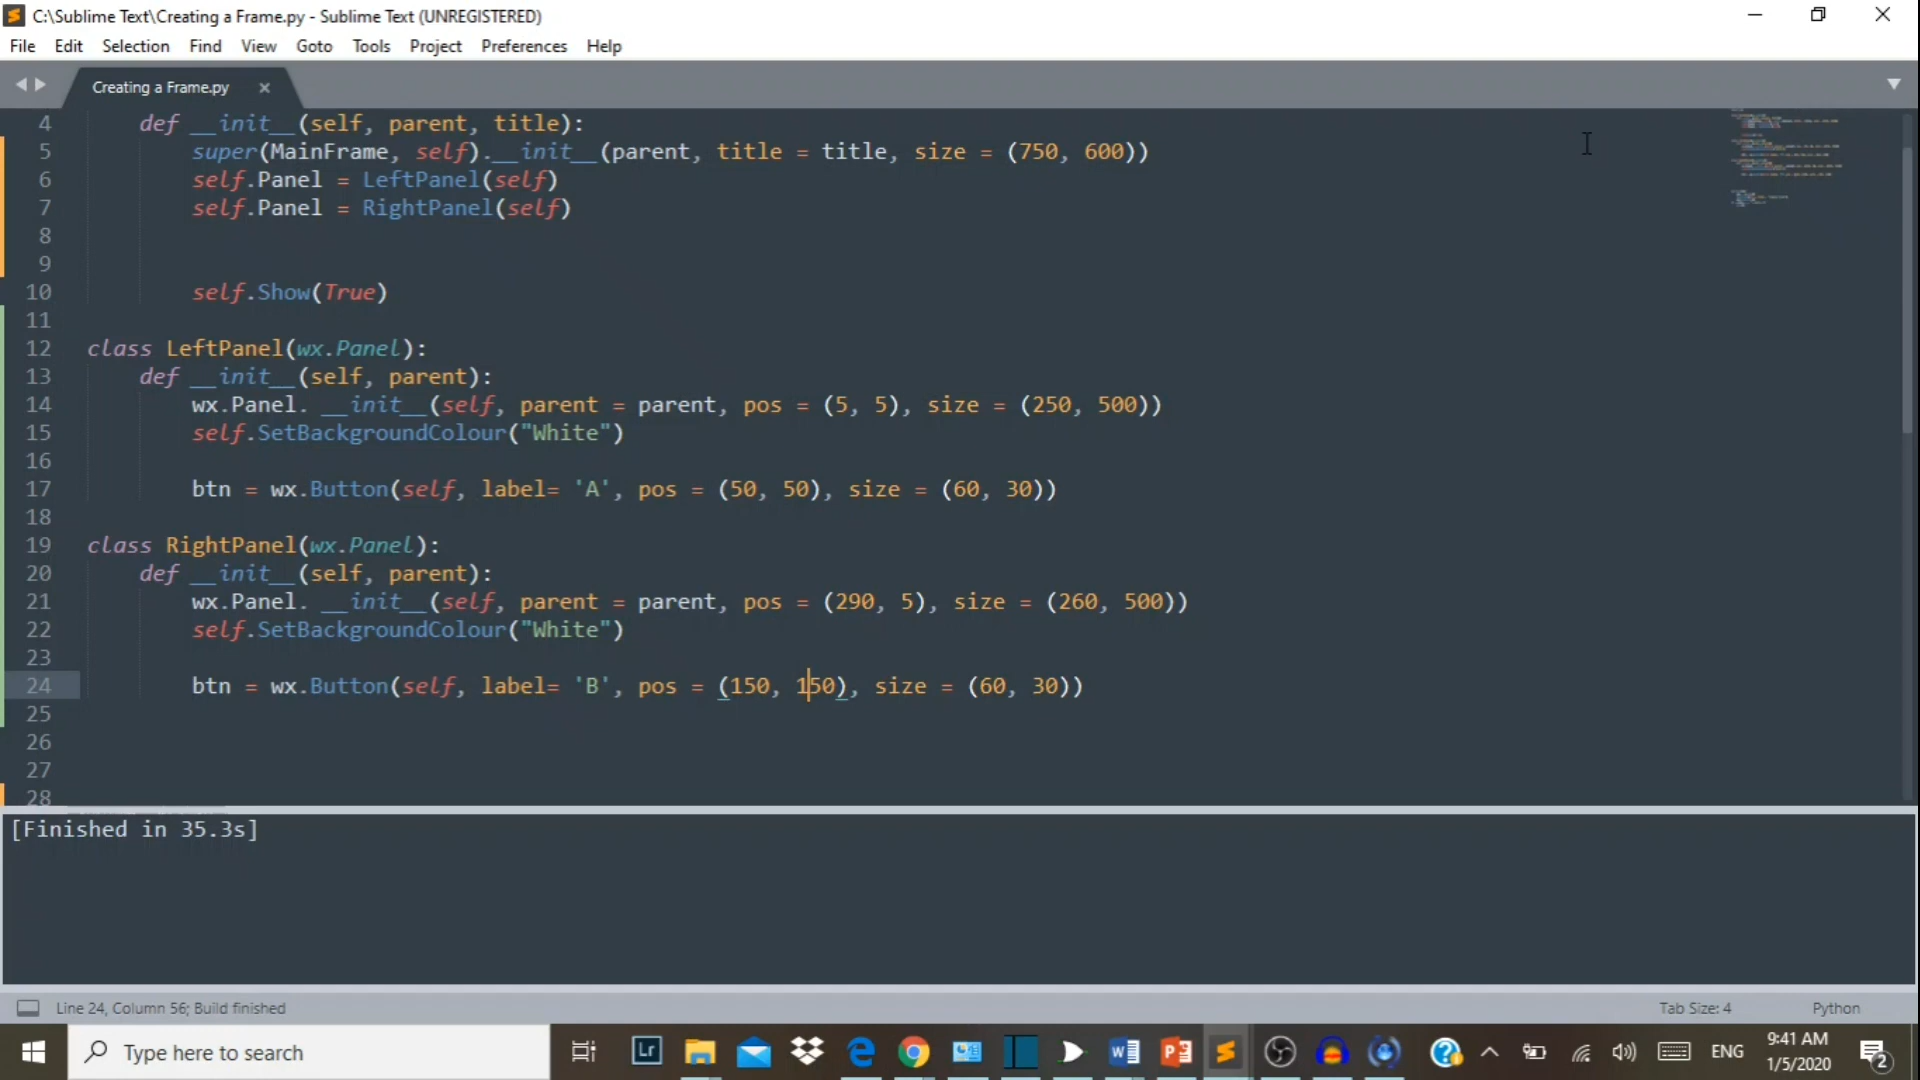 C:\Sublime Text\Creating a Frame.py - Sublime Text (UNREGISTERED)
File Edit Selection Find View Goto Tools Project Preferences Help
Creating a Frame.py ×
4 def __init__(self, parent, title):
5 super(MainFrame, self).__init__(parent, title = title, size = (750, 600))
6 self.Panel = LeftPanel(self)
7 self.Panel = RightPanel(self)
8
9
10 self.Show(True)
11
12 class LeftPanel(wx.Panel):
13 def __init__(self, parent):
14 wx.Panel. __init__(self, parent = parent, pos = (5, 5), size = (250, 500))
15 self.SetBackgroundColour("White")
16
17 btn = wx.Button(self, label= 'A', pos = (50, 50), size = (60, 30))
18
19 class RightPanel(wx.Panel):
20 def __init__(self, parent):
21 wx.Panel. __init__(self, parent = parent, pos = (290, 5), size = (260, 500))
22 self.SetBackgroundColour("White")
23
24 btn = wx.Button(self, label= 'B', pos = (150, 150), size = (60, 30))
25
26
27
28
[Finished in 35.3s]
Line 24, Column 56; Build finished Tab Size: 4 Python
Type here to search Lr ENG 9:41 AM
1/5/2020 2